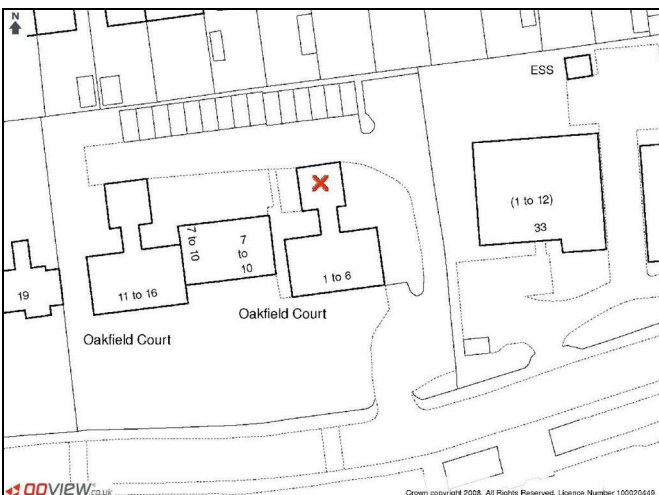 N
ESS
(1 to 12)
33
7 to 10
7
to
10
1 to 6
19
11 to 16
Oakfield Court
Oakfield Court
goview.co.uk
Crown copyright 2008. All Rights Reserved. Licence Number 100020449